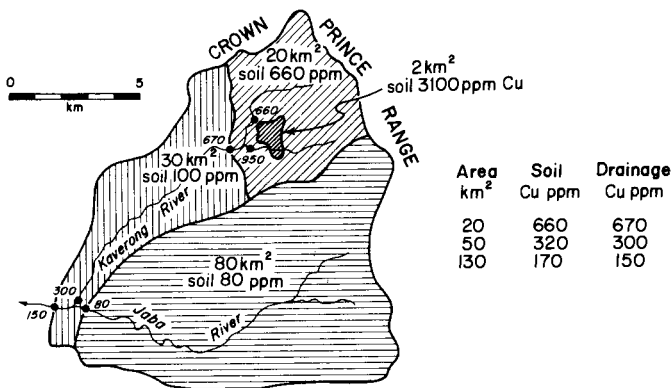 CROWN
PRINCE
RANGE
0 5
km
20 km²
soil 660 ppm
2 km²
soil 3100 ppm Cu
660
670
950
30 km²
soil 100 ppm
Kaverong
River
80 km²
soil 80 ppm
300
150
80
Jaba
River
Area Soil Drainage
km² Cu ppm Cu ppm
20 660 670
50 320 300
130 170 150